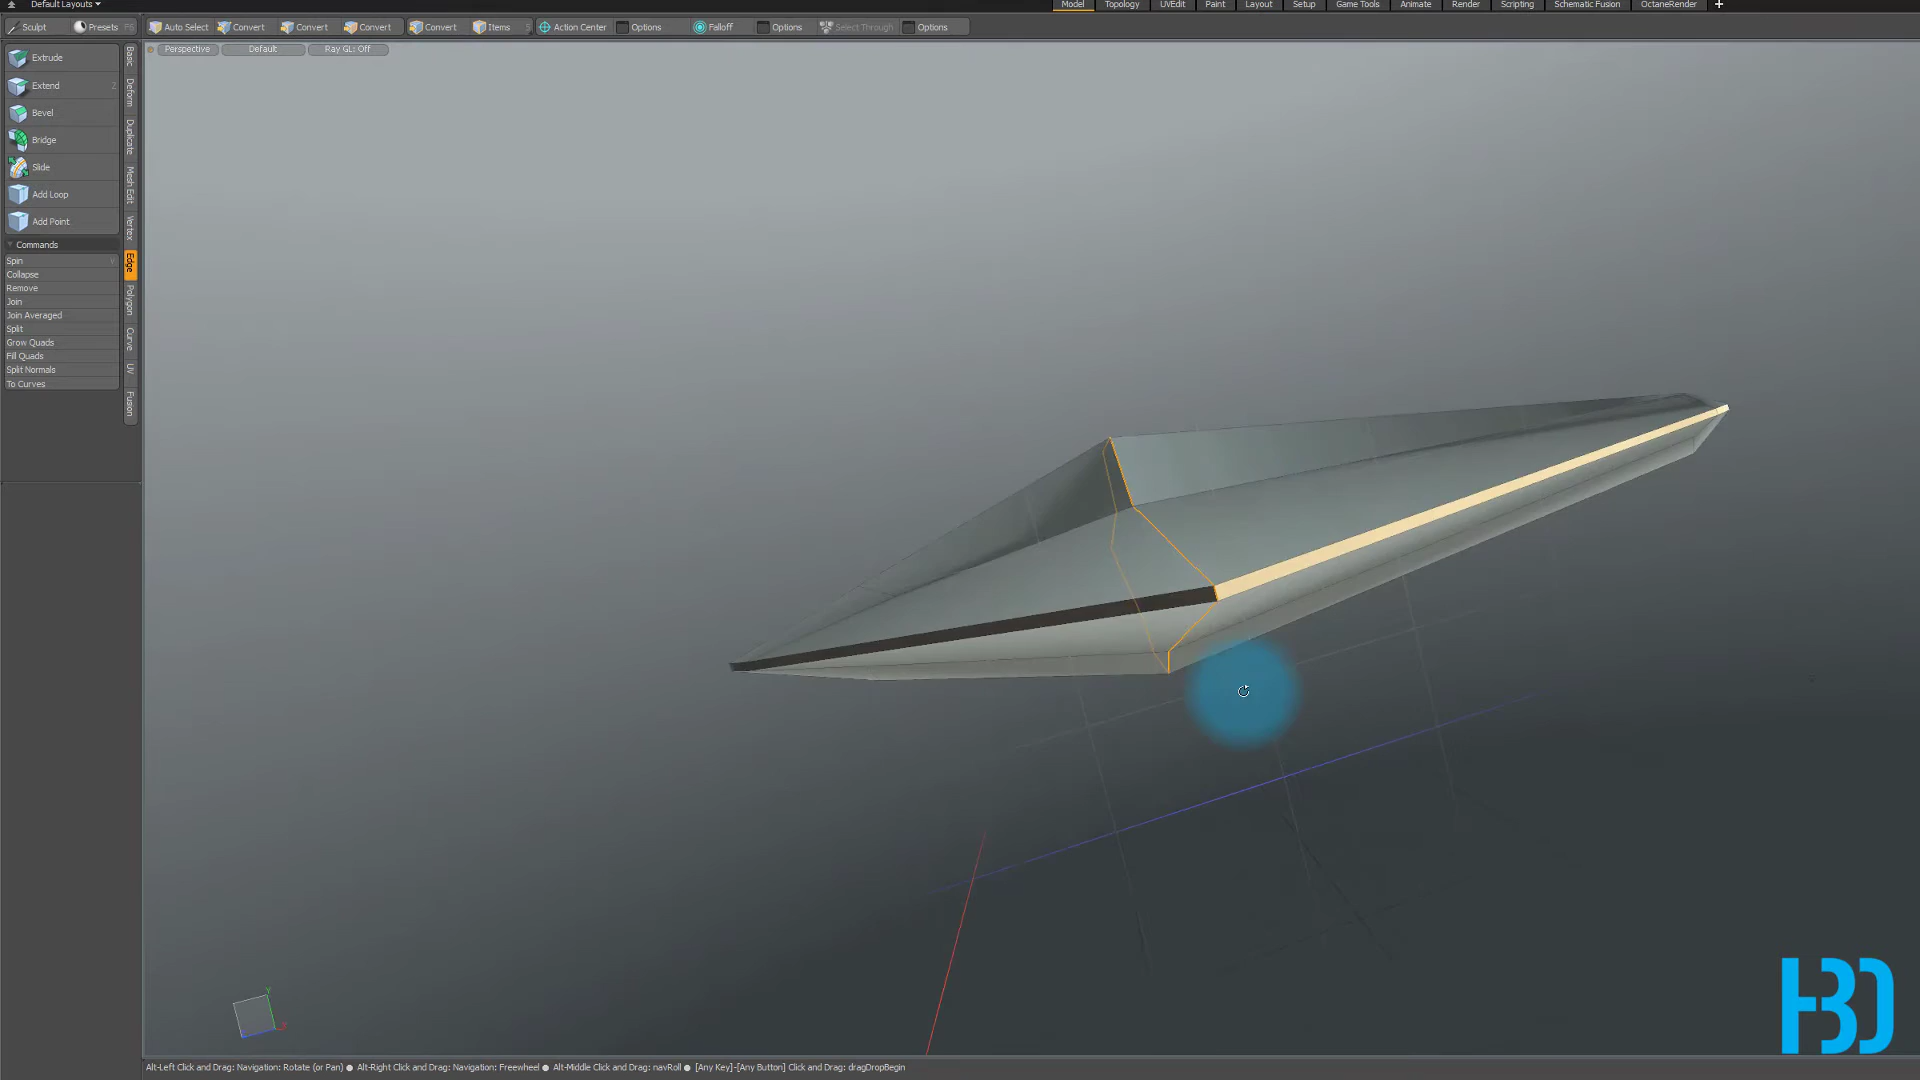 Default Layouts
Model Topology UVEdit Paint Layout Setup Game Tools Animate Render Scripting Schematic Fusion OctaneRender +
Sculpt Presets F6 Auto Select Convert Convert Convert Convert Items 5 Action Center Options Falloff Options Select Through Options
Perspective Default Ray GL: Off
Extrude
Extend 2
Bevel
Bridge
Slide
Add Loop
Add Point
Commands
Spin v
Collapse
Remove
Join
Join Averaged
Split
Grow Quads
Fill Quads
Split Normals
To Curves
Basic
Deform
Duplicate
Mesh Edit
Vertex
Edge
Polygon
Curve
UV
Fusion
Y
H3D
Alt-Left Click and Drag: Navigation: Rotate (or Pan) ● Alt-Right Click and Drag: Navigation: Freewheel ● Alt-Middle Click and Drag: navRoll ● [Any Key]-[Any Button] Click and Drag: dragDropBegin